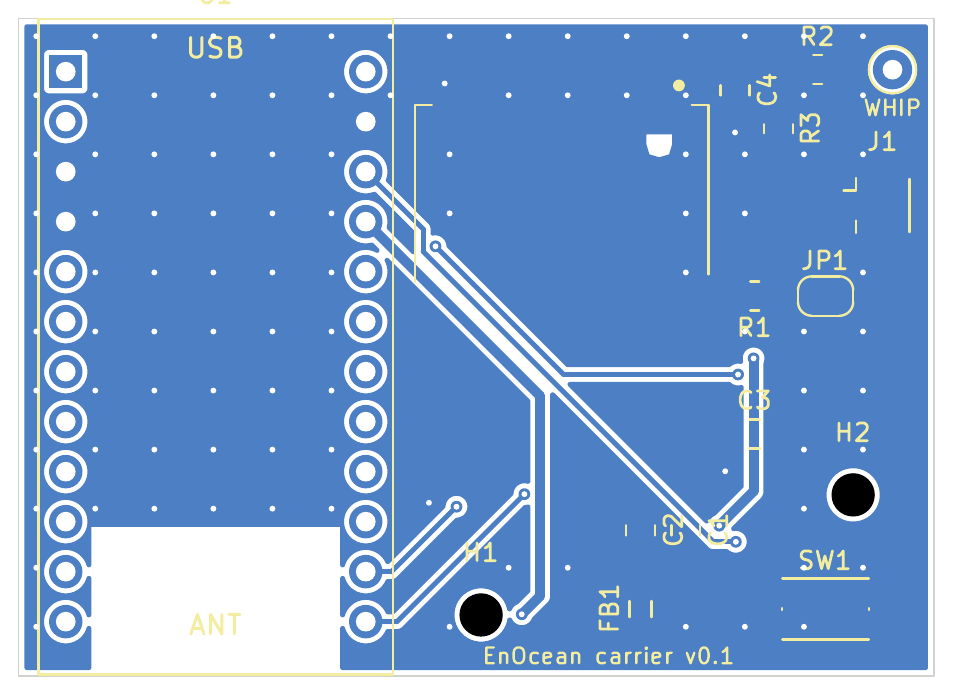 USB
R2
C4
WHIP
R3
J1
JP1
R1
C3
H2
C2
C1
H1
SW1
FB1
ANT
EnOcean carrier v0.1